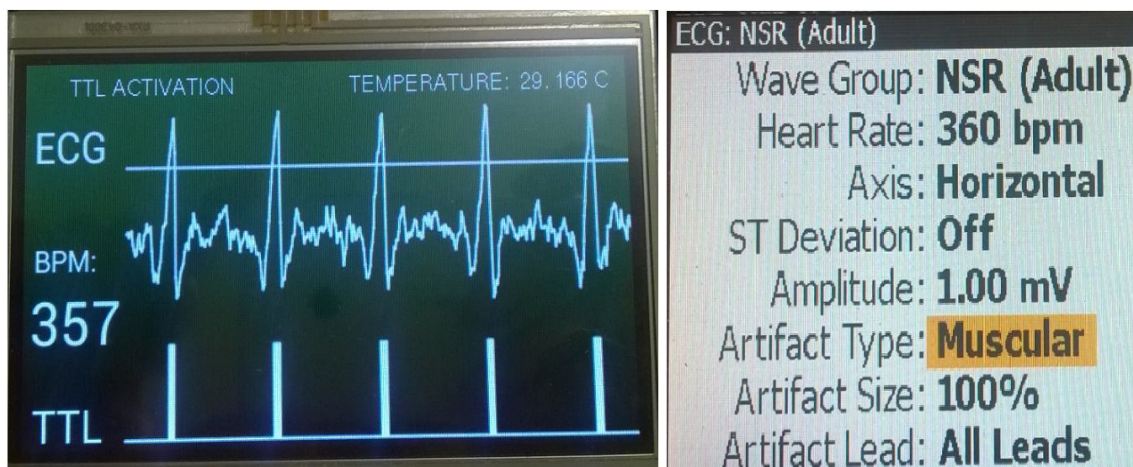 TTL ACTIVATION TEMPERATURE: 29.166 C
ECG
BPM:
357
TTL
ECG: NSR (Adult)
Wave Group: NSR (Adult)
Heart Rate: 360 bpm
Axis: Horizontal
ST Deviation: Off
Amplitude: 1.00 mV
Artifact Type: Muscular
Artifact Size: 100%
Artifact Lead: All Leads